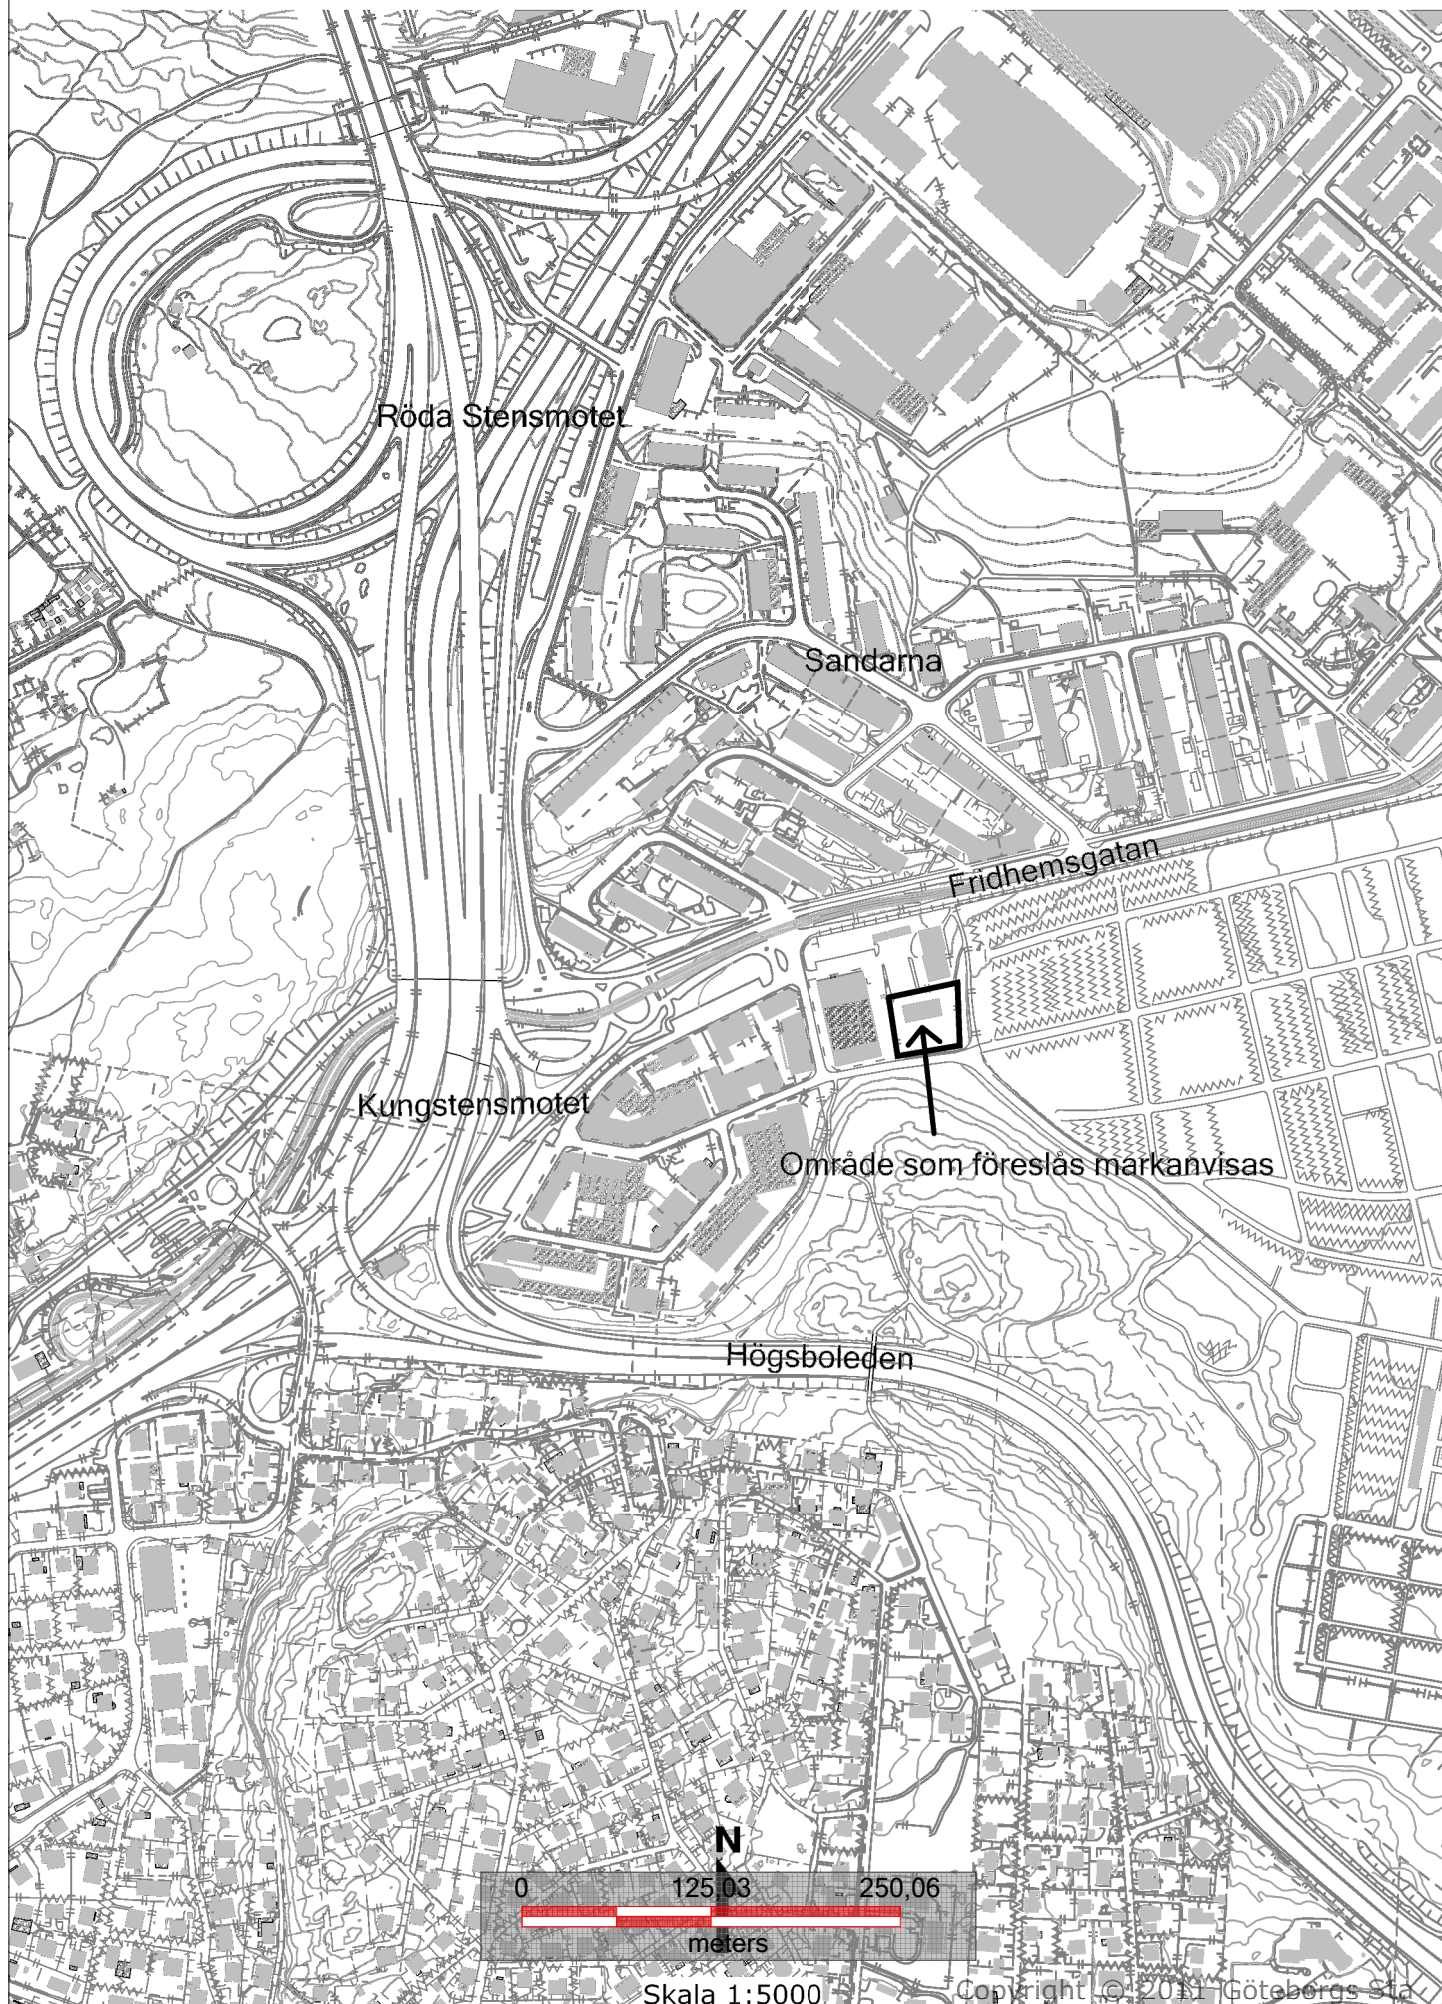 Röda Stensmotet
Sandarna
Fridhemsgatan
Kungstensmotet
Område som föreslås markanvisas
Högsboleden
N
0 125,03 250,06
meters
Skala 1:5000
Copyright © 2011 Göteborgs Sta